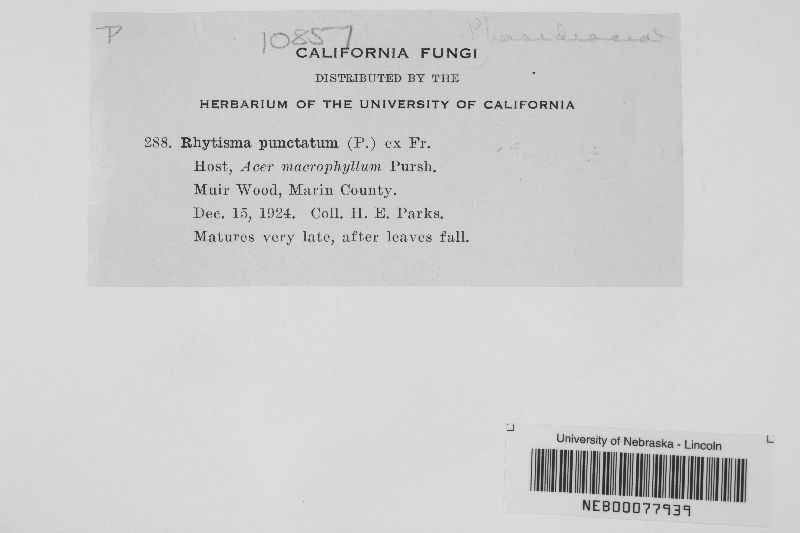 P
10857
CALIFORNIA FUNGI
DISTRIBUTED BY THE
HERBARIUM OF THE UNIVERSITY OF CALIFORNIA
288. Rhytisma punctatum (P.) ex Fr.
Host, Acer macrophyllum Pursh.
Muir Wood, Marin County.
Dec. 15, 1924. Coll. H. E. Parks.
Matures very late, after leaves fall.
University of Nebraska - Lincoln
NEB00077939